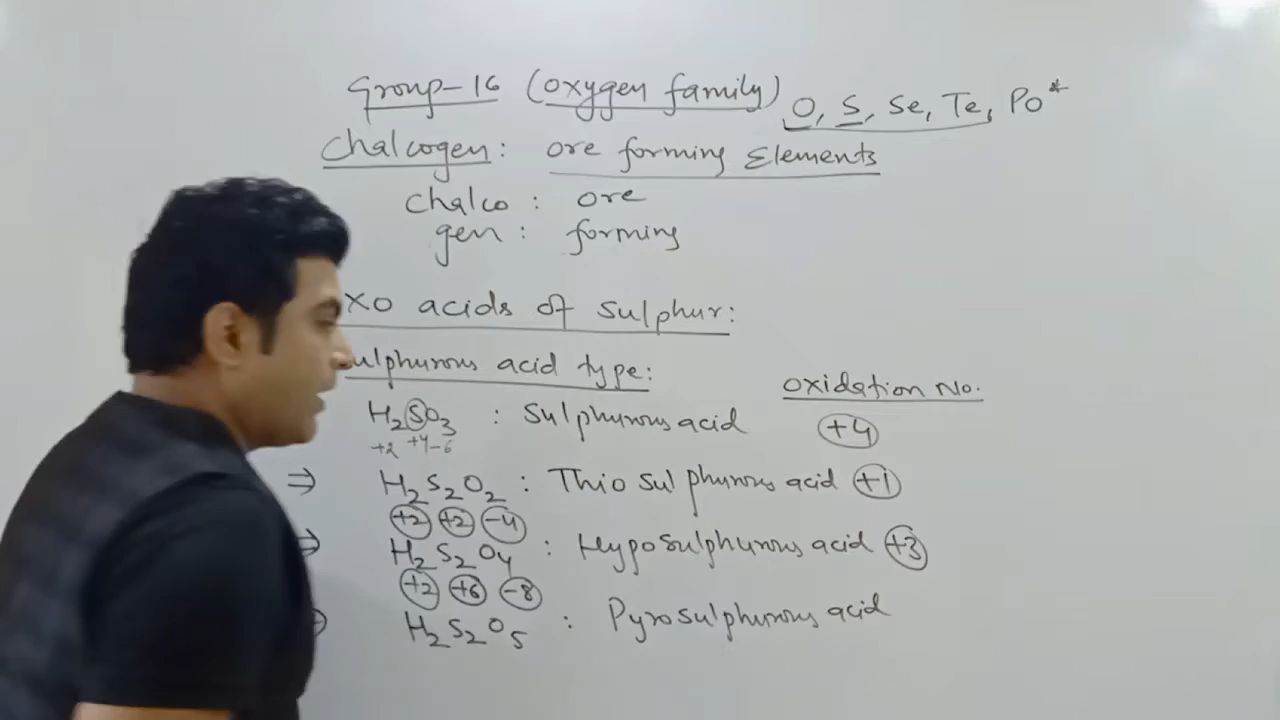 Group-16 (oxygen family) O, S, Se, Te, Po*
Chalcogen: ore forming Elements
Chalco : ore
gen : forming
xo acids of Sulphur:
ulphurous acid type: oxidation No.
H₂SO₃ : Sulphurous acid +4
+2 +4 -6
⇒ H₂S₂O₂ : Thiosulphurous acid +1
+2 +2 -4
⇒ H₂S₂O₄ : Hyposulphurous acid +3
+2 +6 -8
H₂S₂O₅ : Pyrosulphurous acid